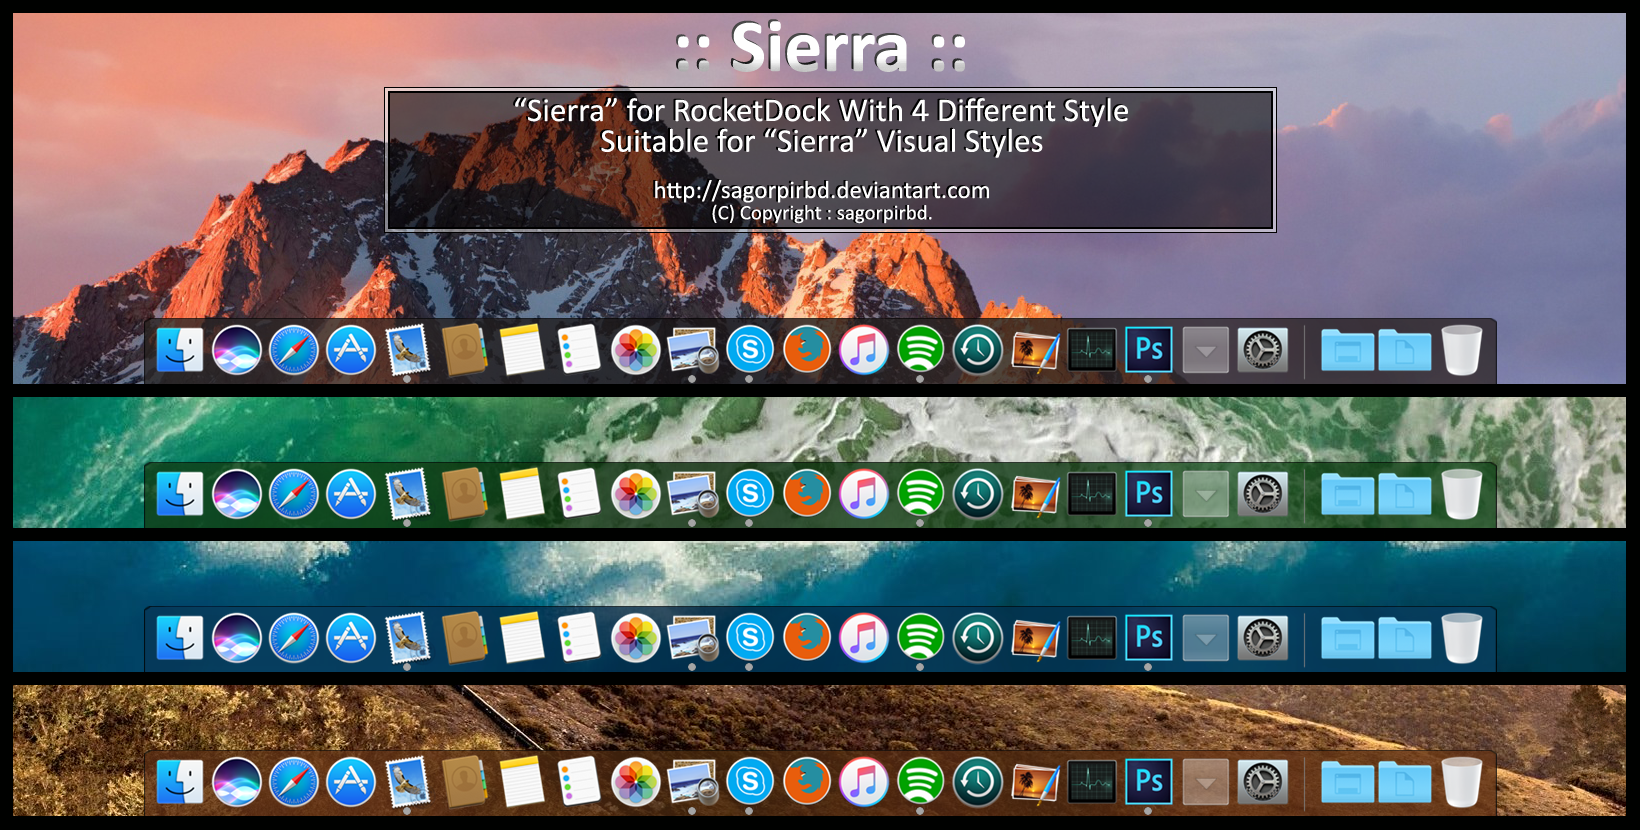 :: Sierra ::
“Sierra” for RocketDock With 4 Different Style
Suitable for “Sierra” Visual Styles
http://sagorpirbd.deviantart.com
(C) Copyright : sagorpirbd.
Ps
Ps
Ps
Ps